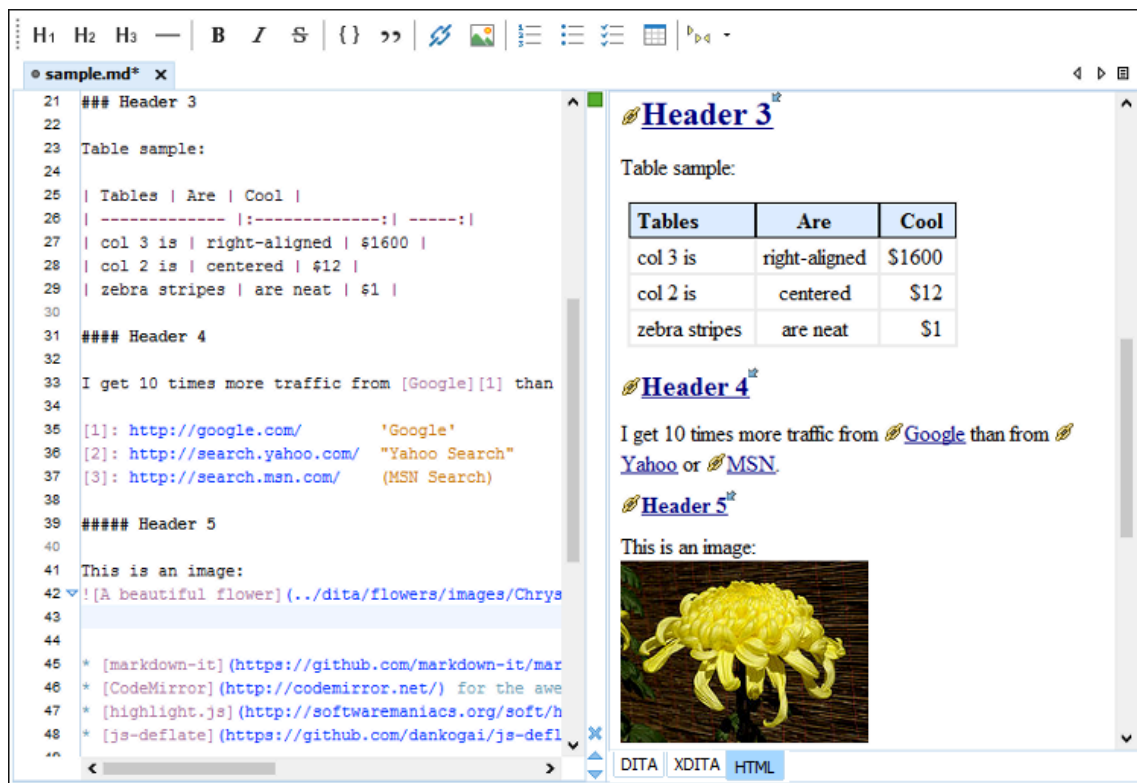 H1 H2 H3 — B I S {} ,,
sample.md* x
21 ### Header 3
22
23 Table sample:
24
25 | Tables | Are | Cool |
26 | ------------- |:-------------:| -----:|
27 | col 3 is | right-aligned | $1600 |
28 | col 2 is | centered | $12 |
29 | zebra stripes | are neat | $1 |
30
31 #### Header 4
32
33 I get 10 times more traffic from [Google][1] than
34
35 [1]: http://google.com/ 'Google'
36 [2]: http://search.yahoo.com/ "Yahoo Search"
37 [3]: http://search.msn.com/ (MSN Search)
38
39 ##### Header 5
40
41 This is an image:
42 ![A beautiful flower](../dita/flowers/images/Chrys
43
44
45 * [markdown-it](https://github.com/markdown-it/mar
46 * [CodeMirror](http://codemirror.net/) for the awe
47 * [highlight.js](http://softwaremaniacs.org/soft/h
48 * [js-deflate](https://github.com/dankogai/js-defl
Header 3
Table sample:
Tables Are Cool
col 3 is right-aligned $1600
col 2 is centered $12
zebra stripes are neat $1
Header 4
I get 10 times more traffic from Google than from
Yahoo or MSN.
Header 5
This is an image:
DITA XDITA HTML